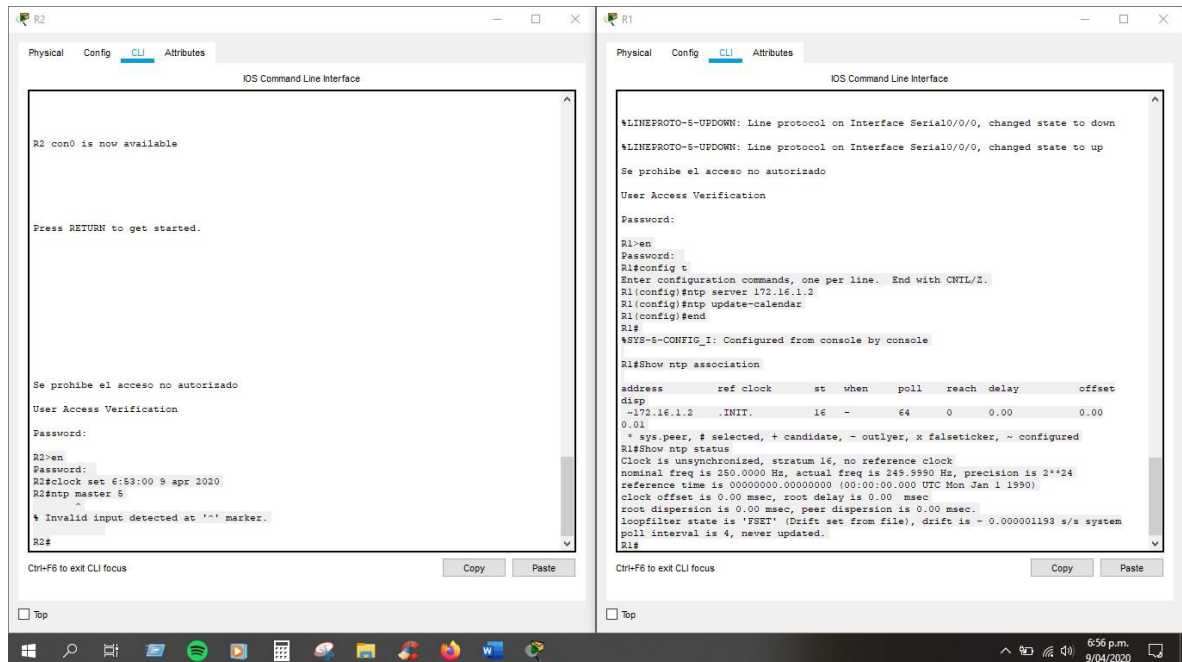 R2
Physical Config CLI Attributes
IOS Command Line Interface
R2 con0 is now available
Press RETURN to get started.
Se prohibe el acceso no autorizado
User Access Verification
Password:
R2>en
Password:
R2#clock set 6:53:00 9 apr 2020
R2#ntp master 5
^
% Invalid input detected at '^' marker.
R2#
Ctrl+F6 to exit CLI focus
Copy Paste
Top
R1
Physical Config CLI Attributes
IOS Command Line Interface
%LINEPROTO-5-UPDOWN: Line protocol on Interface Serial0/0/0, changed state to down
%LINEPROTO-5-UPDOWN: Line protocol on Interface Serial0/0/0, changed state to up
Se prohibe el acceso no autorizado
User Access Verification
Password:
R1>en
Password:
R1#config t
Enter configuration commands, one per line. End with CNTL/Z.
R1(config)#ntp server 172.16.1.2
R1(config)#ntp update-calendar
R1(config)#end
R1#
%SYS-5-CONFIG_I: Configured from console by console
R1#Show ntp association
address ref clock st when poll reach delay offset
disp
~172.16.1.2 .INIT. 16 - 64 0 0.00 0.00
0.01
* sys.peer, # selected, + candidate, - outlyer, x falseticker, ~ configured
R1#Show ntp status
Clock is unsynchronized, stratum 16, no reference clock
nominal freq is 250.0000 Hz, actual freq is 249.9990 Hz, precision is 2**24
reference time is 00000000.00000000 (00:00:00.000 UTC Mon Jan 1 1990)
clock offset is 0.00 msec, root delay is 0.00 msec
root dispersion is 0.00 msec, peer dispersion is 0.00 msec.
loopfilter state is 'FSET' (Drift set from file), drift is - 0.000001193 s/s system
poll interval is 4, never updated.
R1#
Ctrl+F6 to exit CLI focus
Copy Paste
Top
6:56 p.m.
9/04/2020